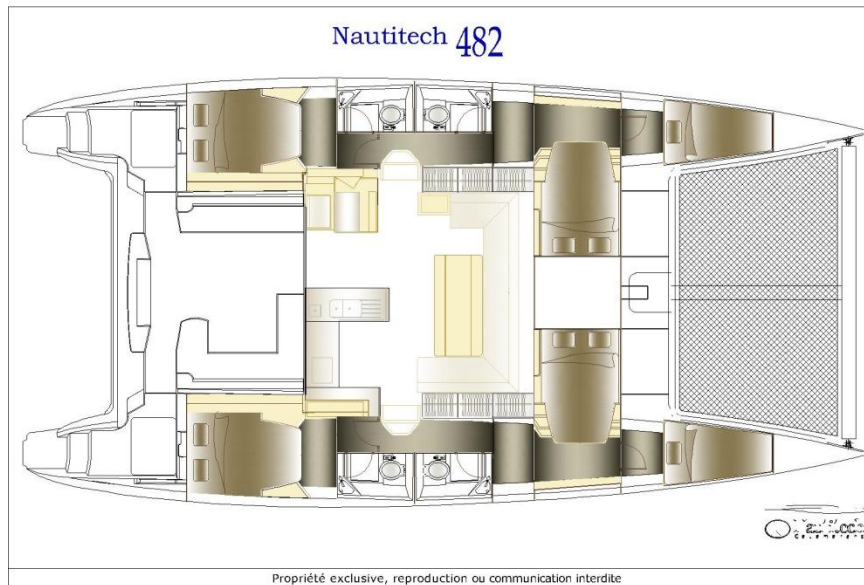 Nautitech 482
Propriété exclusive, reproduction ou communication interdite